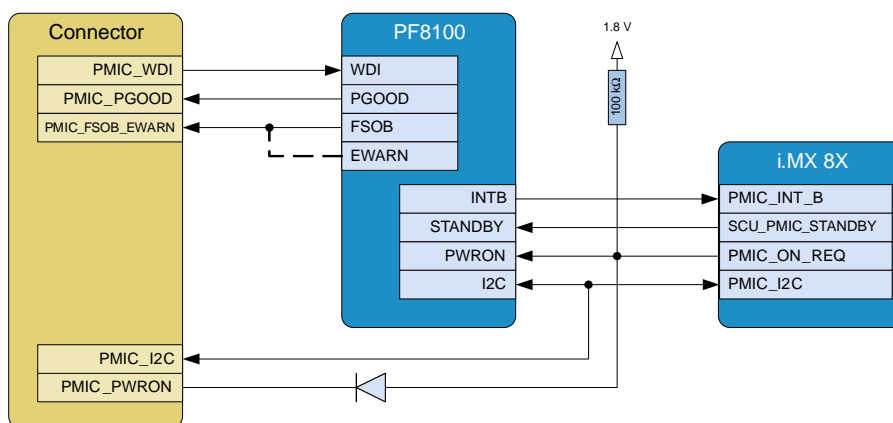 Connector
PMIC_WDI
PMIC_PGOOD
PMIC_FSOB_EWARN
PMIC_I2C
PMIC_PWRON
PF8100
WDI
PGOOD
FSOB
EWARN
INTB
STANDBY
PWRON
I2C
1.8 V
100 kΩ
i.MX 8X
PMIC_INT_B
SCU_PMIC_STANDBY
PMIC_ON_REQ
PMIC_I2C